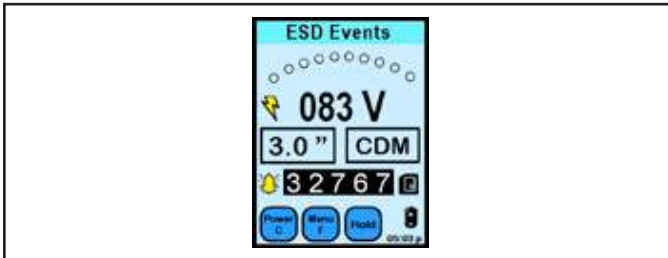 ESD Events
083 V
3.0 " CDM
32767
Power Menu Hold
C F